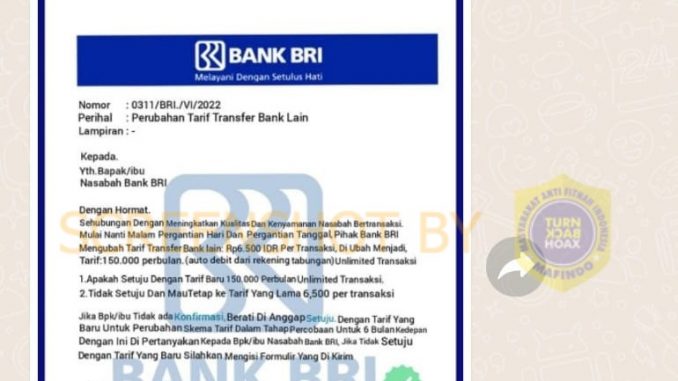 BANK BRI
Melayani Dengan Setulus Hati
Nomor : 0311/BRI./VI/2022
Perihal : Perubahan Tarif Transfer Bank Lain
Lampiran : -
Kepada.
Yth.Bapak/ibu
Nasabah Bank BRI
Dengan Hormat.
Sehubungan Dengan Meningkatkan Kualitas Dan Kenyamanan Nasabah Bertransaksi.
Mulai Nanti Malam Pergantian Hari Dan Pergantian Tanggal, Pihak Bank BRI
Mengubah Tarif Transfer Bank lain: Rp6.500 IDR Per Transaksi, Di Ubah Menjadi,
Tarif:150.000 perbulan. (auto debit dari rekening tabungan) Unlimited Transaksi
1.Apakah Setuju Dengan Tarif Baru 150.000 Perbulan Unlimited Transaksi.
2.Tidak Setuju Dan MauTetap ke Tarif Yang Lama 6,500 per transaksi
Jika Bpk/ibu Tidak ada Konfirmasi, Berati Di Anggap Setuju. Dengan Tarif Yang
Baru Untuk Perubahan Skema Tarif Dalam Tahap Percobaan Untuk 6 Bulan Kedepan
Dengan Ini Di Pertanyakan Kepada Bpk/ibu Nasabah Bank BRI, Jika Tidak Setuju
Dengan Tarif Yang Baru Silahkan Mengisi Formulir Yang Di Kirim
BANK BRI
SCREENSHOT BY
MASYARAKAT ANTI FITNAH INDONESIA
TURN
BACK
HOAX
MAFINDO